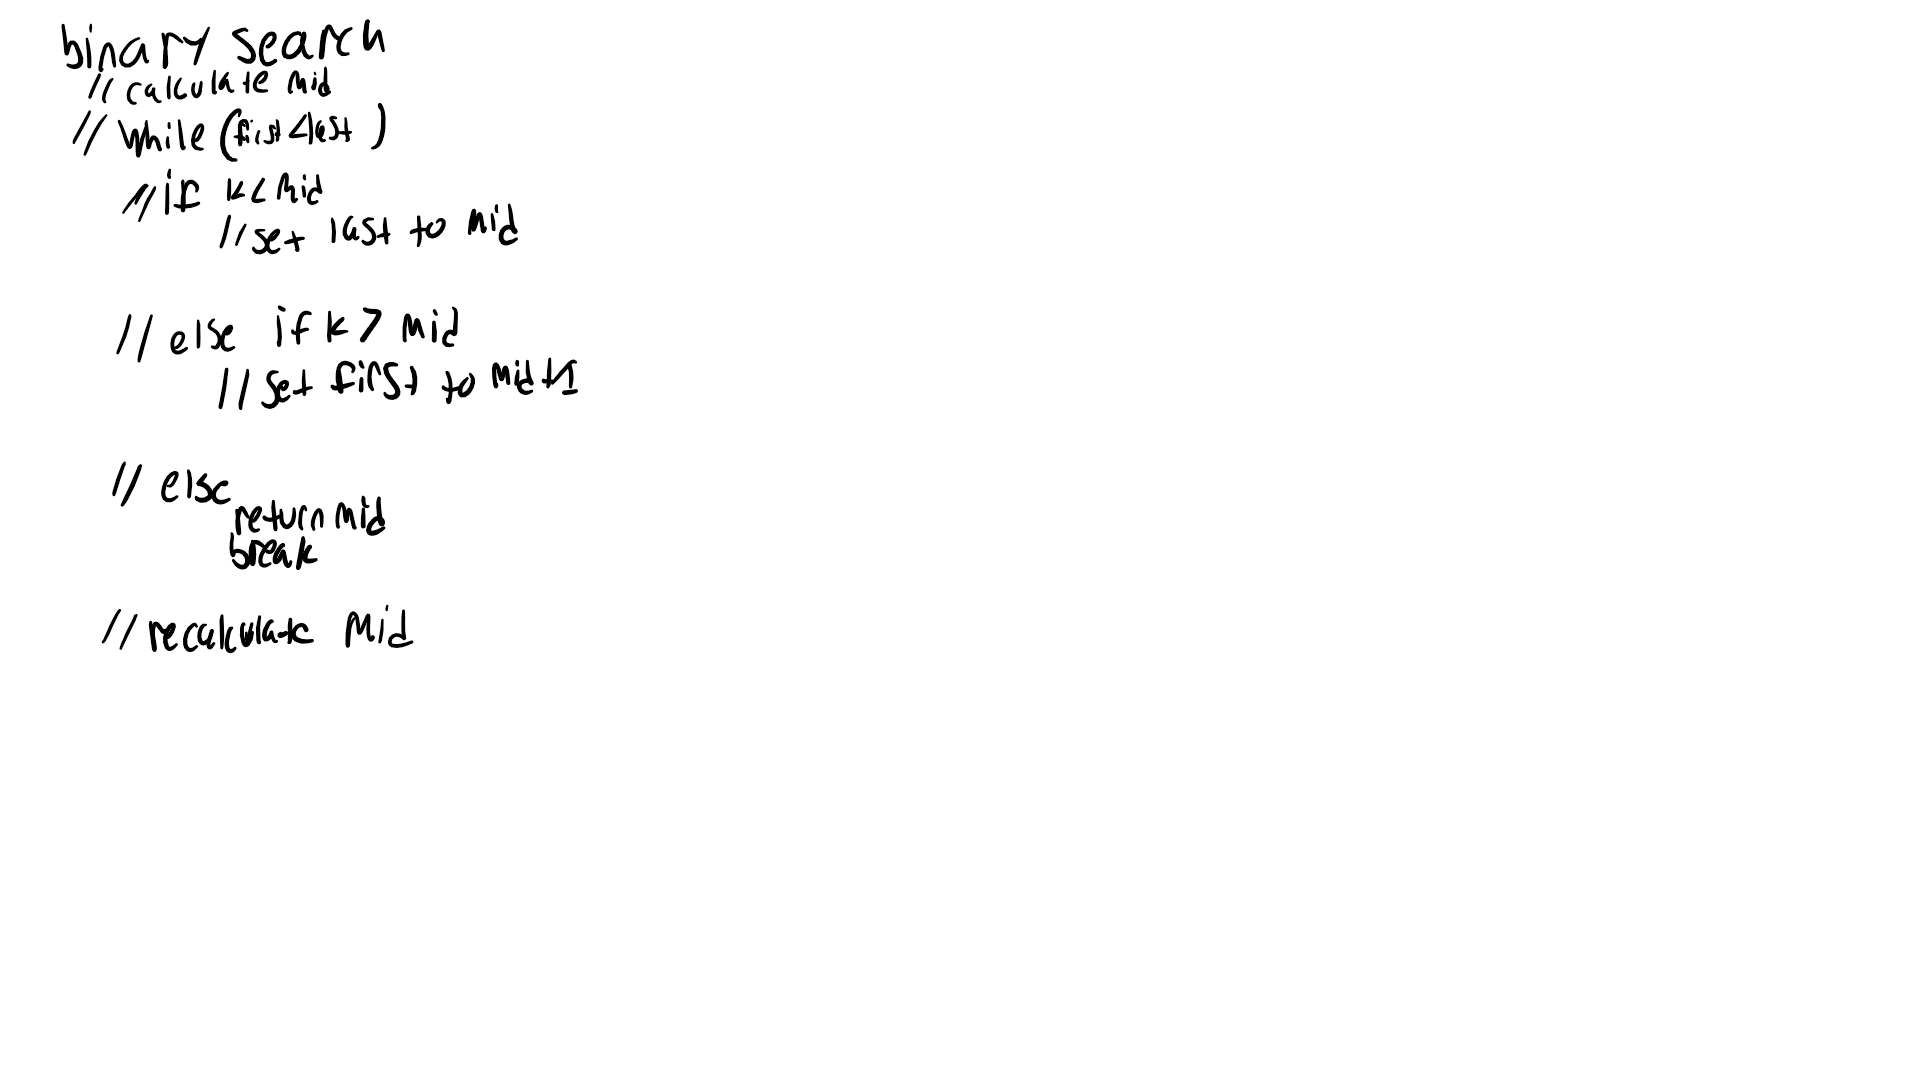 binary search
// calculate mid
// while (first<last)
// if k< mid
// set last to mid
// else if k > mid
// set first to mid +1
// else
return mid
break
// recalculate mid